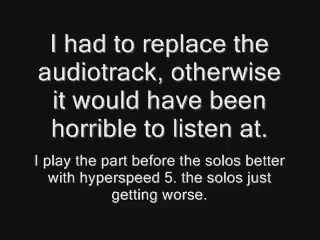 I had to replace the
audiotrack, otherwise
it would have been
horrible to listen at.
I play the part before the solos better
with hyperspeed 5. the solos just
getting worse.